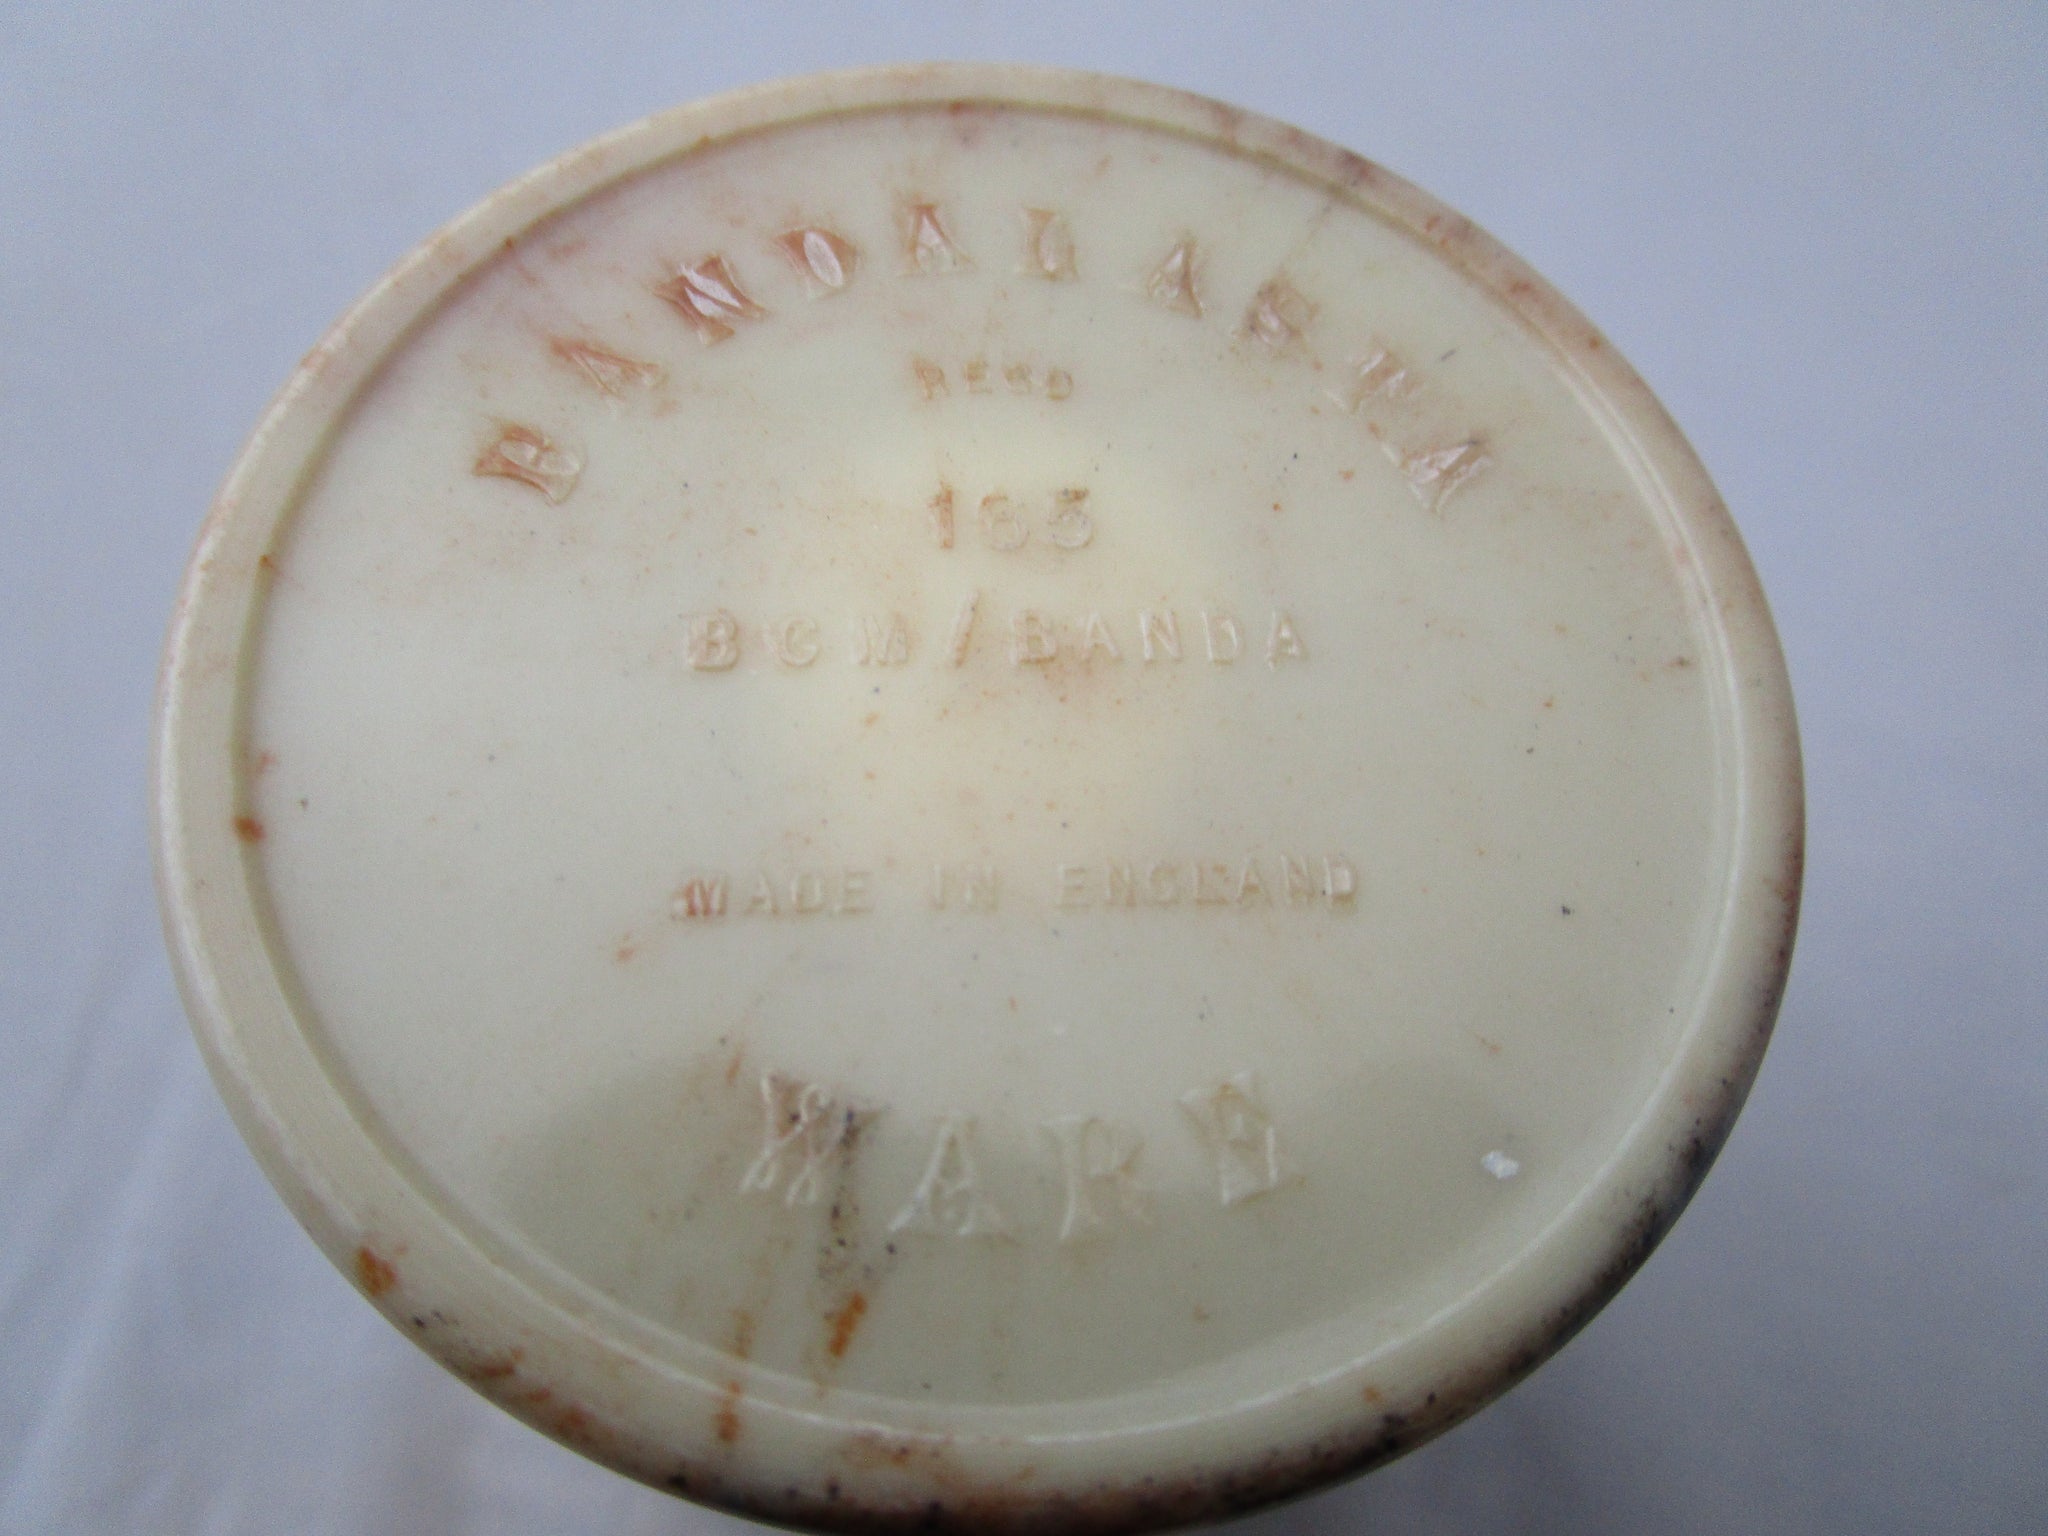 BANDALASTA
REGD
165
BCM/BANDA
MADE IN ENGLAND
WARE